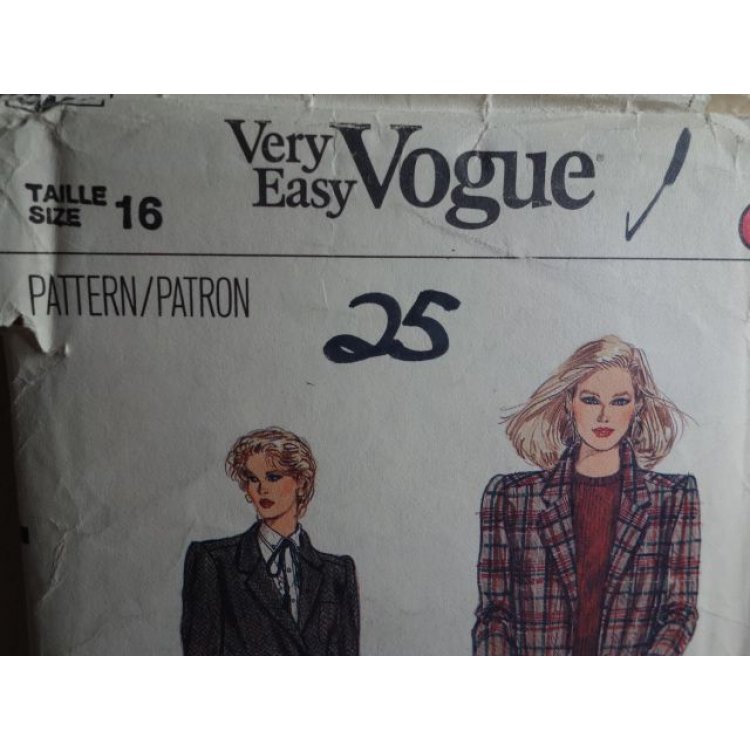 Very Easy Vogue
TAILLE
SIZE 16
PATTERN/PATRON
25